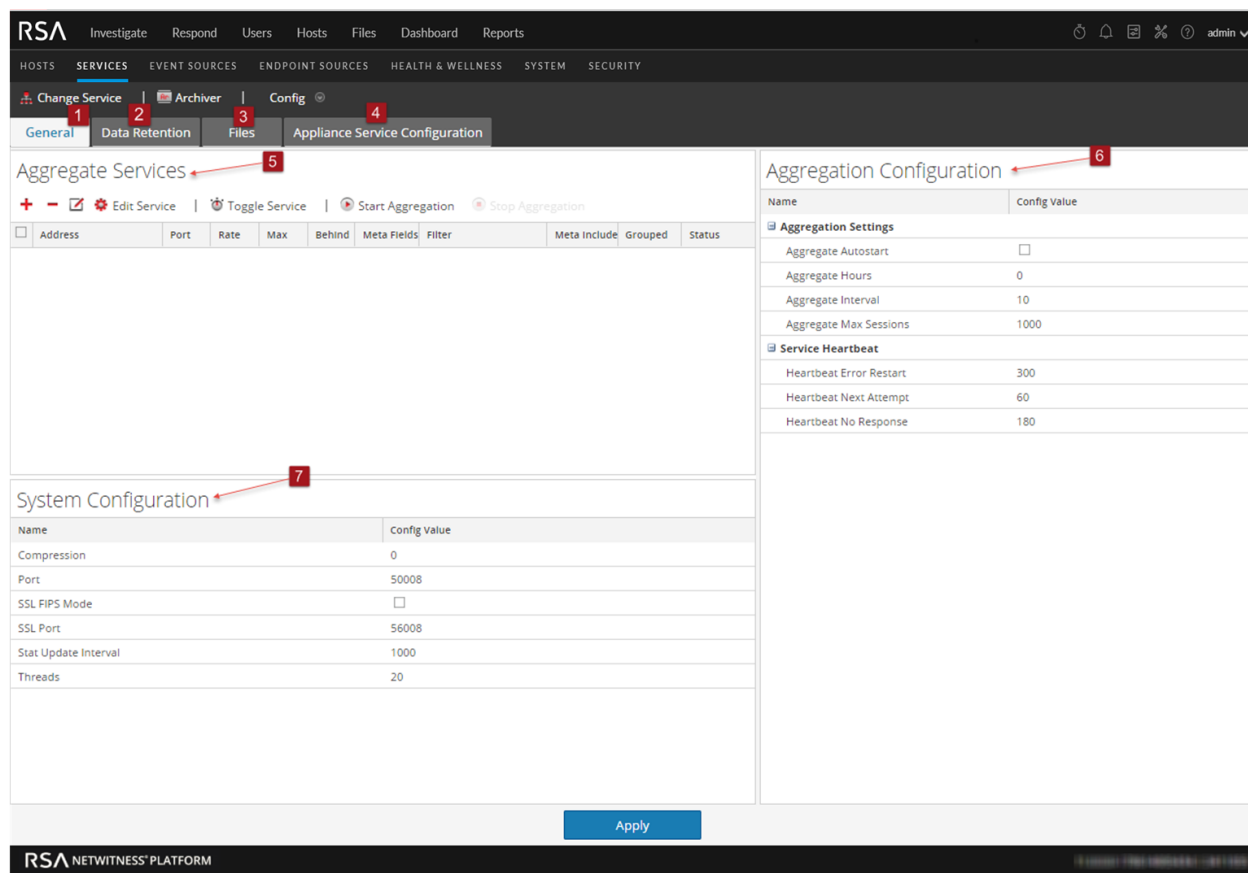 RSA Investigate Respond Users Hosts Files Dashboard Reports admin
HOSTS SERVICES EVENT SOURCES ENDPOINT SOURCES HEALTH & WELLNESS SYSTEM SECURITY
Change Service | Archiver | Config
1 2 3 4
General Data Retention Files Appliance Service Configuration
Aggregate Services 5
Edit Service | Toggle Service | Start Aggregation Stop Aggregation
Address Port Rate Max Behind Meta Fields Filter Meta Include Grouped Status
Aggregation Configuration 6
Name Config Value
Aggregation Settings
Aggregate Autostart
Aggregate Hours 0
Aggregate Interval 10
Aggregate Max Sessions 1000
Service Heartbeat
Heartbeat Error Restart 300
Heartbeat Next Attempt 60
Heartbeat No Response 180
System Configuration 7
Name Config Value
Compression 0
Port 50008
SSL FIPS Mode
SSL Port 56008
Stat Update Interval 1000
Threads 20
Apply
RSA NETWITNESS® PLATFORM